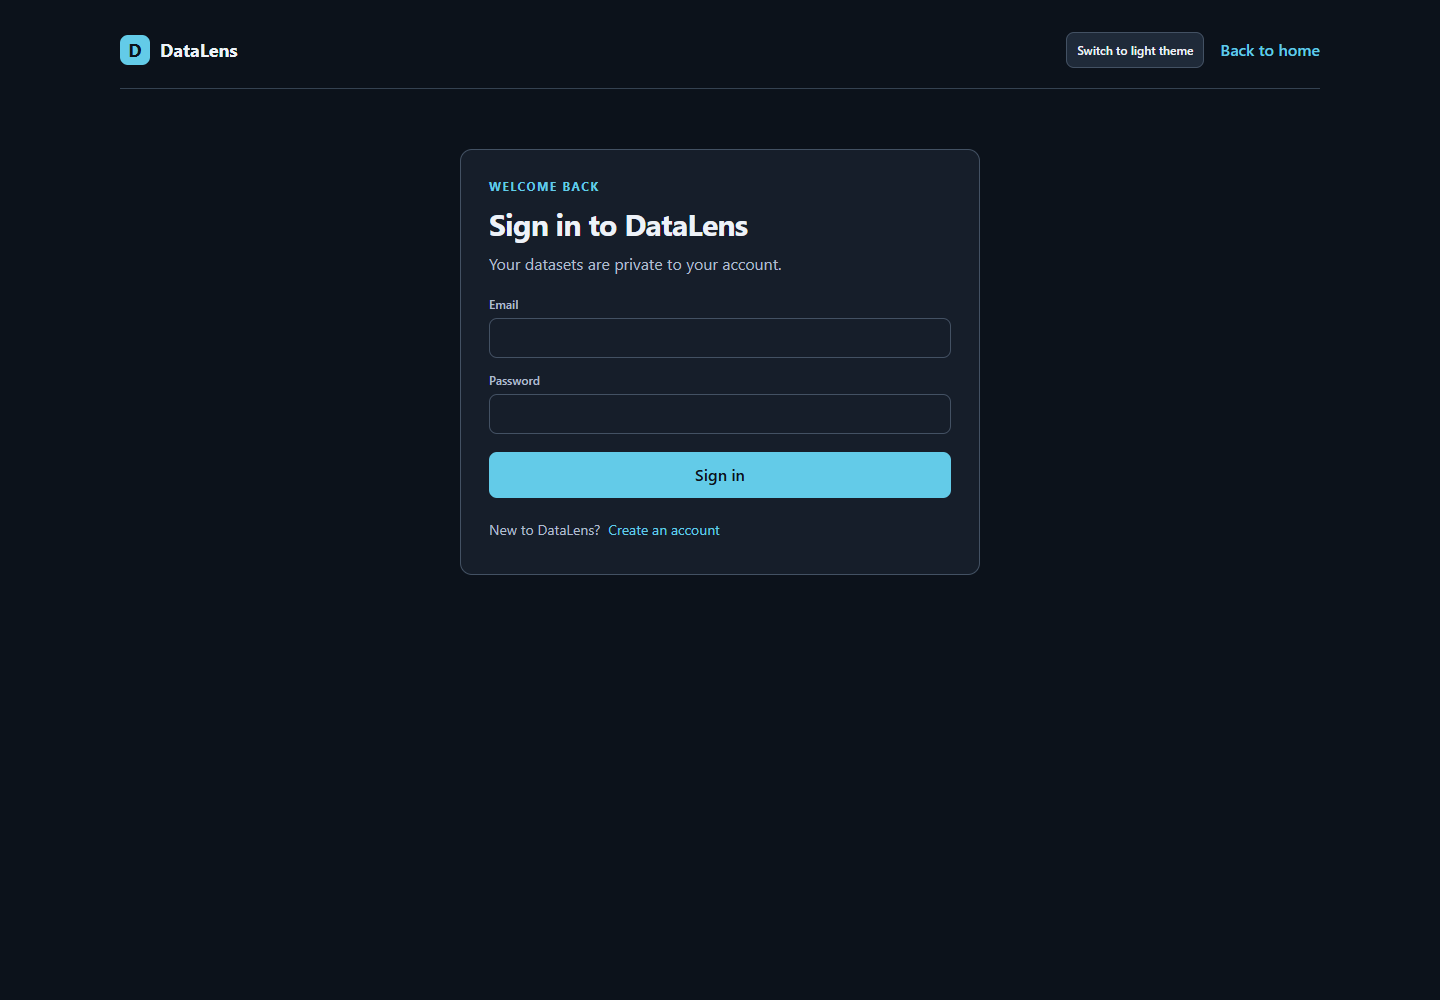 D DataLens
Switch to light theme
Back to home
WELCOME BACK
Sign in to DataLens
Your datasets are private to your account.
Email
Password
Sign in
New to DataLens? Create an account